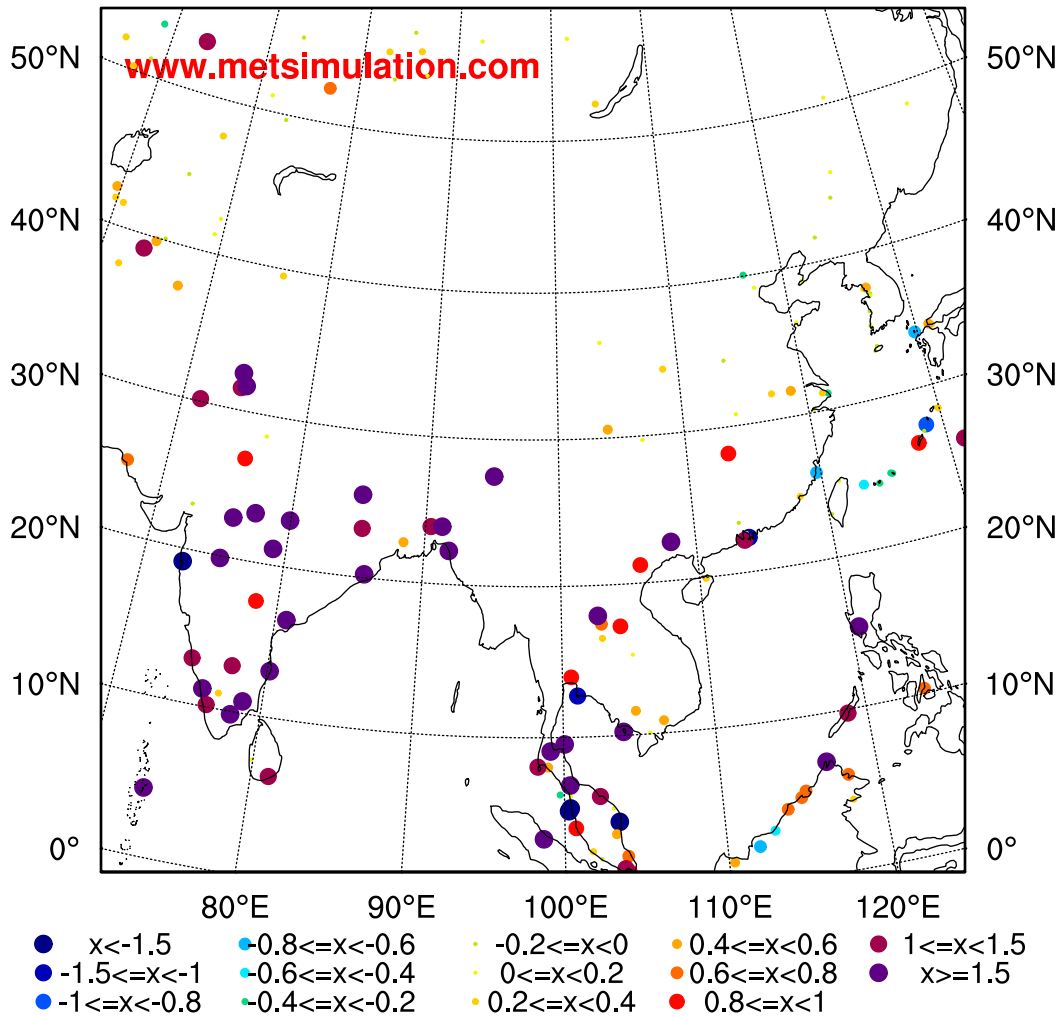 50°N 50°N
www.metsimulation.com
40°N 40°N
30°N 30°N
20°N 20°N
10°N 10°N
0° 0°
80°E 90°E 100°E 110°E 120°E
x<-1.5 -0.8<=x<-0.6 -0.2<=x<0 0.4<=x<0.6 1<=x<1.5
-1.5<=x<-1 -0.6<=x<-0.4 0<=x<0.2 0.6<=x<0.8 x>=1.5
-1<=x<-0.8 -0.4<=x<-0.2 0.2<=x<0.4 0.8<=x<1